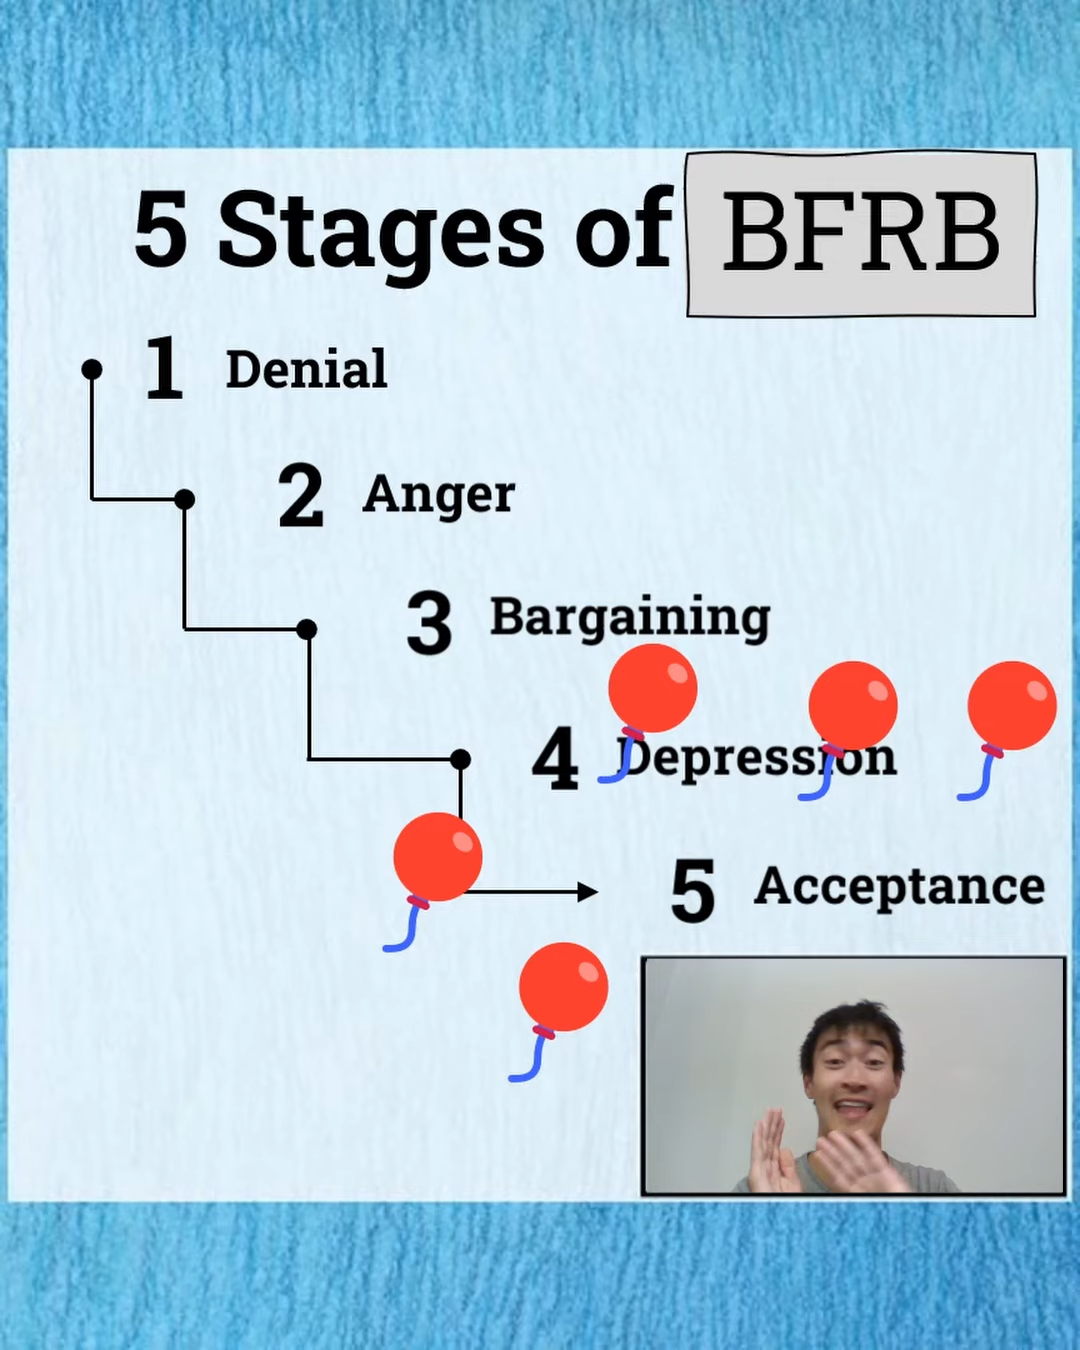 5 Stages of BFRB
1 Denial
2 Anger
3 Bargaining
4 Depression
5 Acceptance